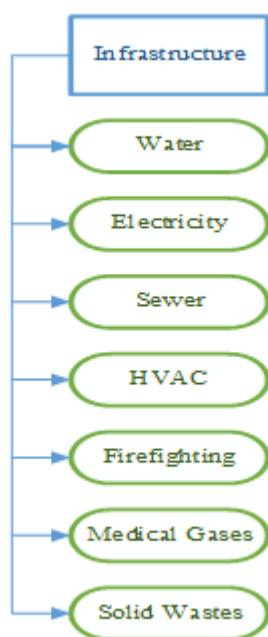 Infrastructure
Water
Electricity
Sewer
HVAC
Firefighting
Medical Gases
Solid Wastes